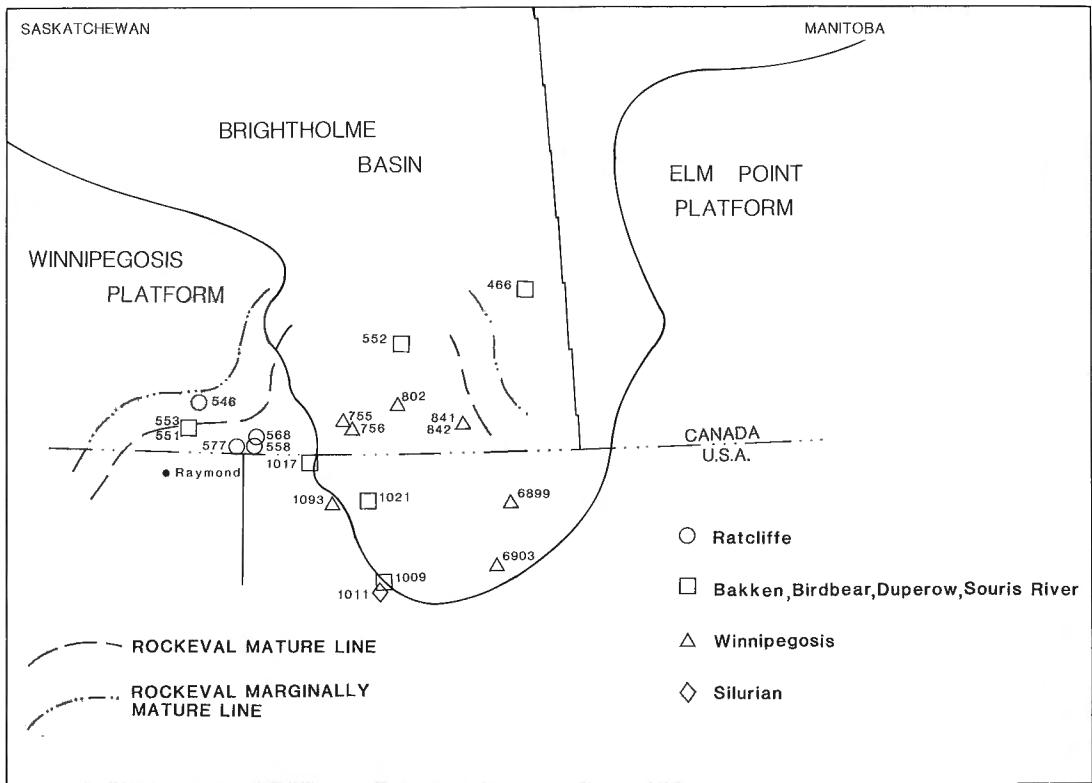 SASKATCHEWAN
MANITOBA
BRIGHTHOLME
BASIN
ELM POINT
PLATFORM
WINNIPEGOSIS
PLATFORM
466
552
546
802
553
551
755
756
841
842
568
577
558
CANADA
U.S.A.
1017
Raymond
1093
1021
6899
6903
1009
1011
Ratcliffe
Bakken,Birdbear,Duperow,Souris River
Winnipegosis
Silurian
ROCKEVAL MATURE LINE
ROCKEVAL MARGINALLY
MATURE LINE